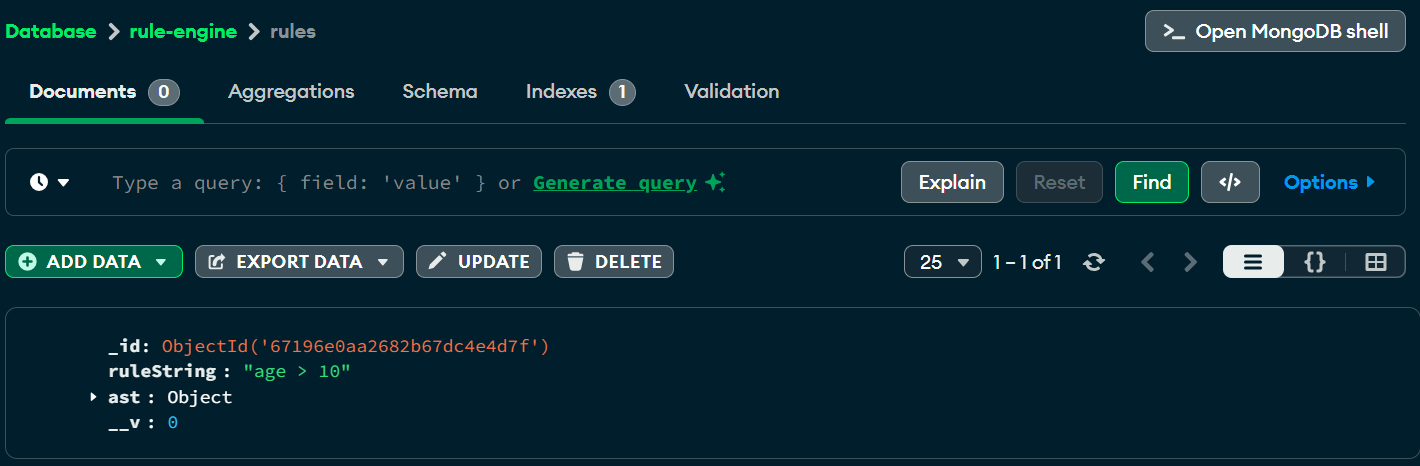 Database > rule-engine > rules
>_ Open MongoDB shell
Documents 0 Aggregations Schema Indexes 1 Validation
Type a query: { field: 'value' } or Generate query
Explain Reset Find </> Options
ADD DATA EXPORT DATA UPDATE DELETE
25 1 – 1 of 1 {}
_id: ObjectId('67196e0aa2682b67dc4e4d7f')
ruleString : "age > 10"
ast : Object
__v : 0